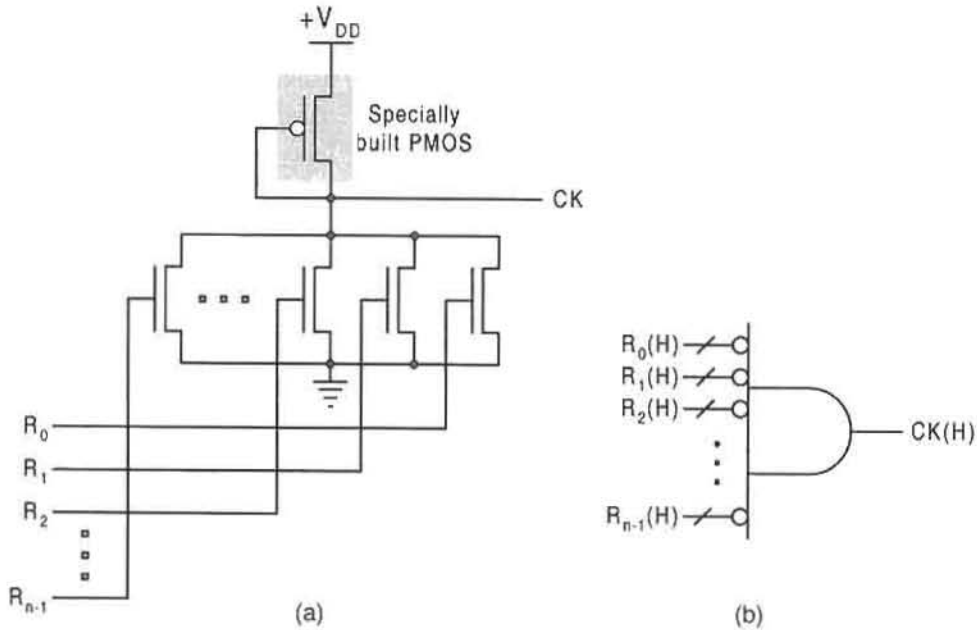 +V_DD
Specially
built PMOS
CK
R_0
R_1
R_2
R_n-1
(a)
R_0(H)
R_1(H)
R_2(H)
R_n-1(H)
CK(H)
(b)